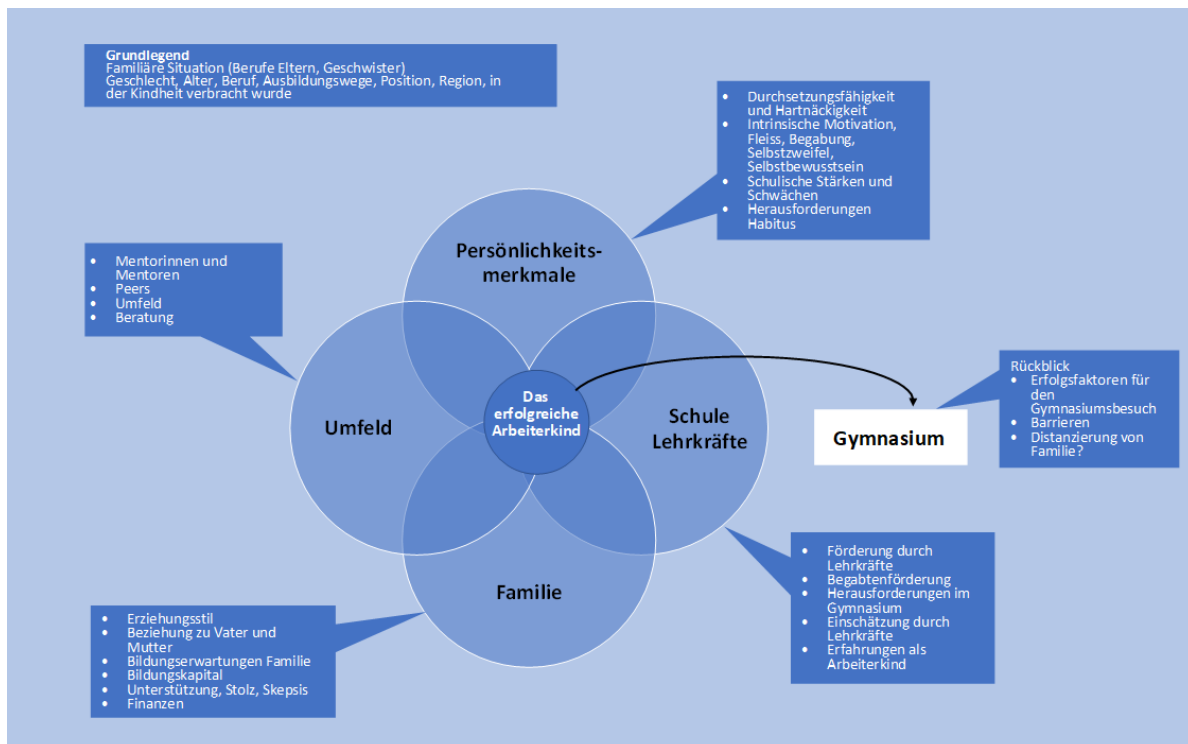 Grundlegend
Familiäre Situation (Berufe Eltern, Geschwister)
Geschlecht, Alter, Beruf, Ausbildungswege, Position, Region, in
der Kindheit verbracht wurde
• Durchsetzungsfähigkeit
und Hartnäckigkeit
• Intrinsische Motivation,
Fleiss, Begabung,
Selbstzweifel,
Selbstbewusstsein
• Schulische Stärken und
Schwächen
• Herausforderungen
Habitus
Persönlichkeits-
merkmale
• Mentorinnen und
Mentoren
• Peers
• Umfeld
• Beratung
Umfeld
Das
erfolgreiche
Arbeiterkind
Schule
Lehrkräfte
Gymnasium
Rückblick
• Erfolgsfaktoren für
den
Gymnasiumsbesuch
• Barrieren
• Distanzierung von
Familie?
Familie
• Förderung durch
Lehrkräfte
• Begabtenförderung
• Herausforderungen im
Gymnasium
• Einschätzung durch
Lehrkräfte
• Erfahrungen als
Arbeiterkind
• Erziehungsstil
• Beziehung zu Vater und
Mutter
• Bildungserwartungen Familie
• Bildungskapital
• Unterstützung, Stolz, Skepsis
• Finanzen